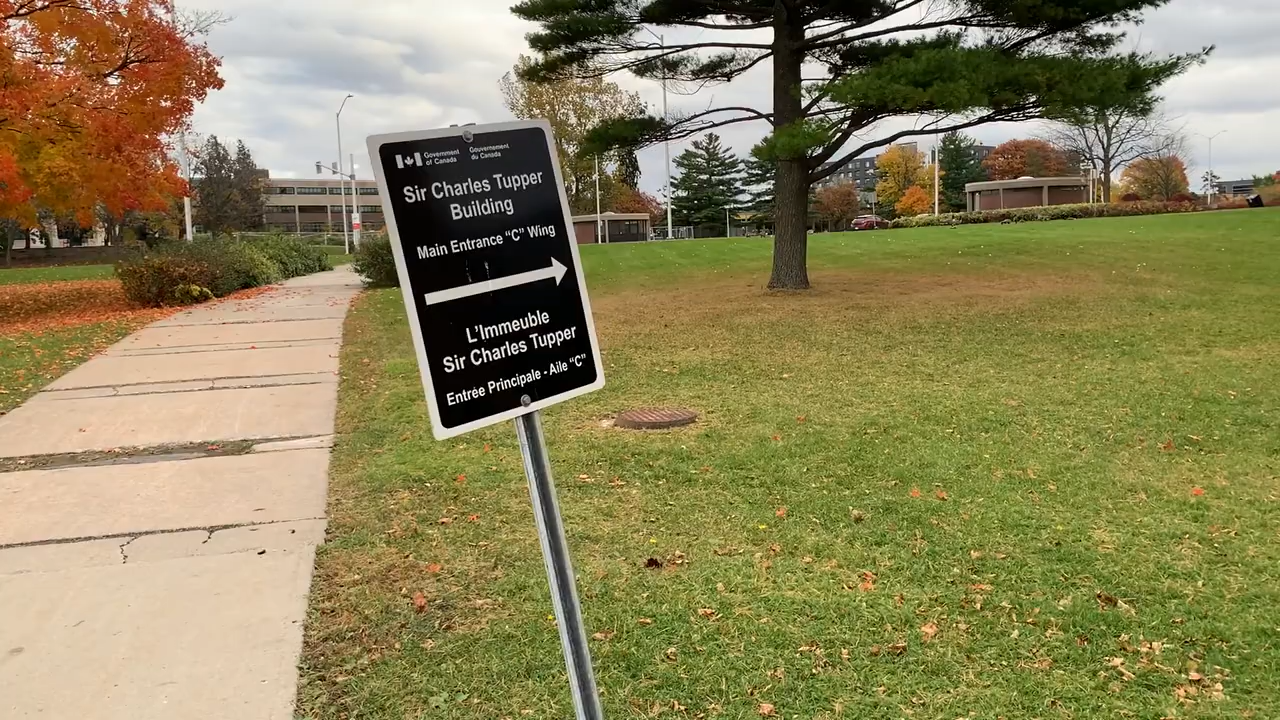 Government of Canada
Gouvernement du Canada
Sir Charles Tupper
Building
Main Entrance “C” Wing
L'Immeuble
Sir Charles Tupper
Entrée Principale - Aile “C”